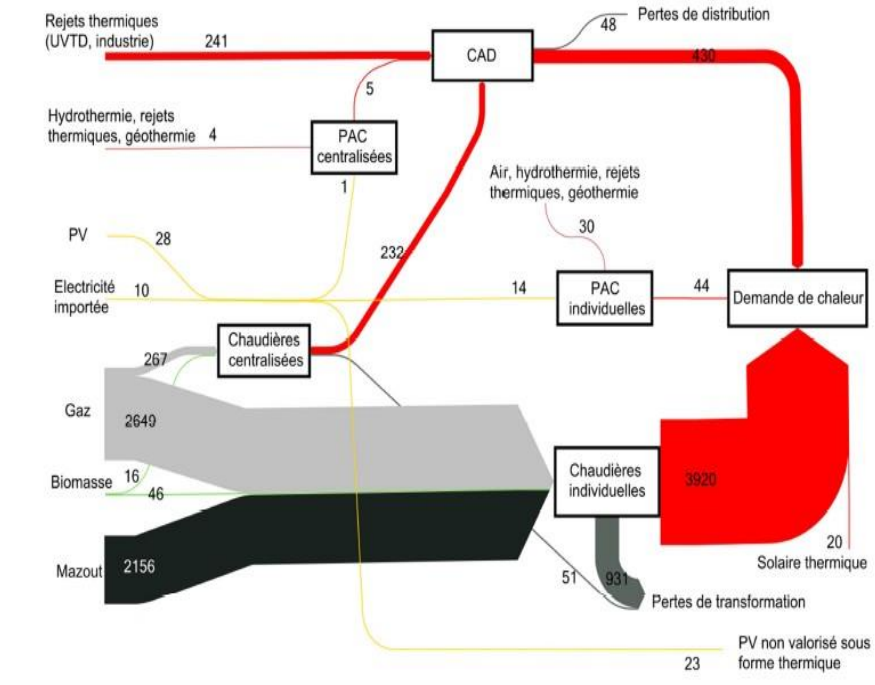 Rejets thermiques
(UVTD, industrie)
241
CAD
48
Pertes de distribution
430
5
Hydrothermie, rejets
thermiques, géothermie
4
PAC
centralisées
1
Air, hydrothermie, rejets
thermiques, géothermie
30
PV
28
232
Electricité
importée
10
14
PAC
individuelles
44
Demande de chaleur
Chaudières
centralisées
267
Gaz
2649
Biomasse
16
46
Chaudières
individuelles
3920
Mazout
2156
51
931
20
Solaire thermique
Pertes de transformation
23
PV non valorisé sous
forme thermique